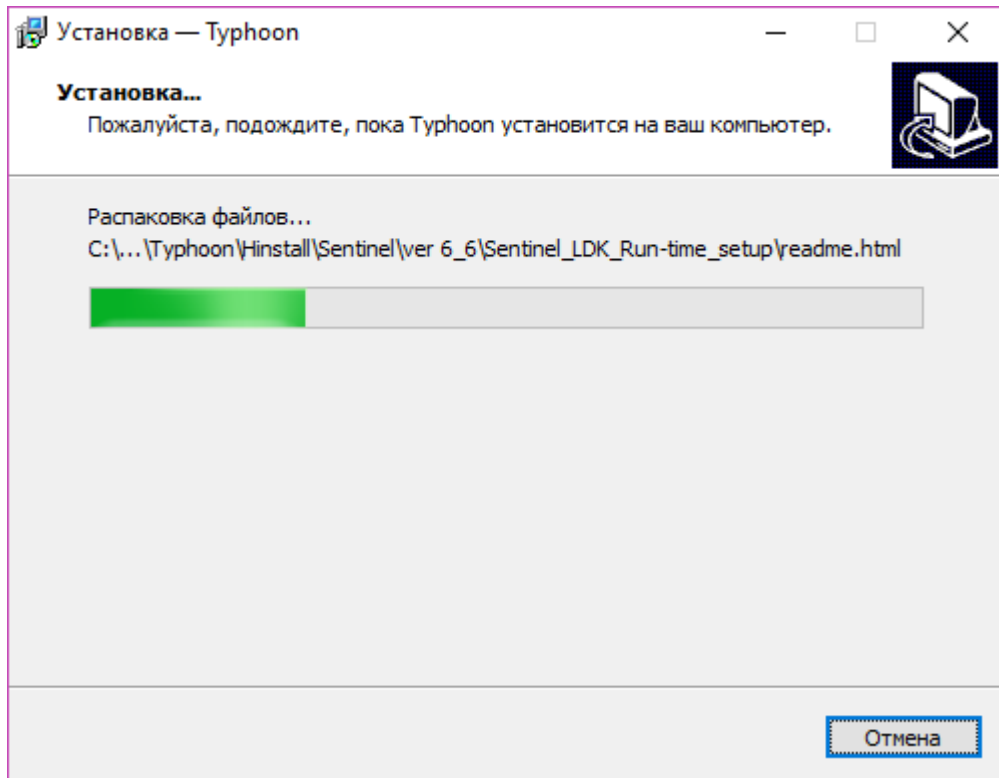 Установка — Typhoon
Установка...
Пожалуйста, подождите, пока Typhoon установится на ваш компьютер.
Распаковка файлов...
C:\...\Typhoon\Hinstall\Sentinel\ver 6_6\Sentinel_LDK_Run-time_setup\readme.html
Отмена